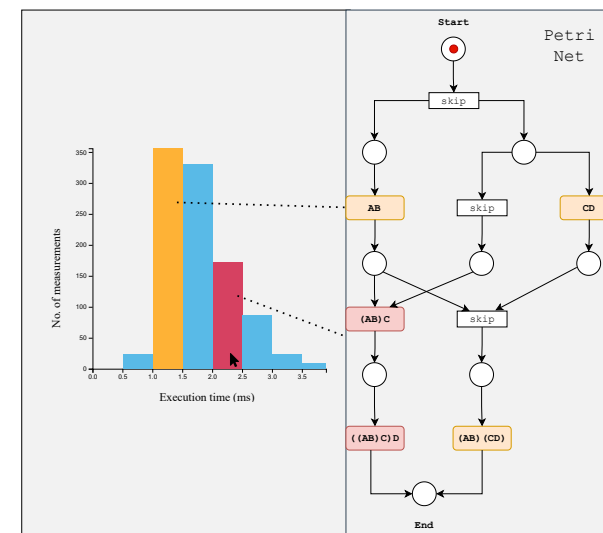 Start
Petri
Net
skip
AB
skip
CD
(AB)C
skip
((AB)C)D
(AB)(CD)
End
No. of measurements
350
300
250
200
150
100
50
0
0.0 0.5 1.0 1.5 2.0 2.5 3.0 3.5
Execution time (ms)